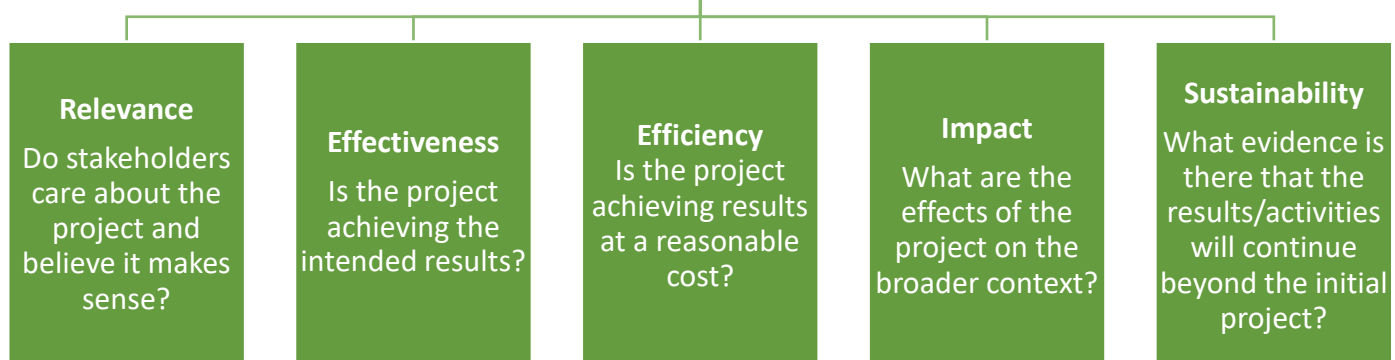 Relevance
Do stakeholders
care about the
project and
believe it makes
sense?
Effectiveness
Is the project
achieving the
intended results?
Efficiency
Is the project
achieving results
at a reasonable
cost?
Impact
What are the
effects of the
project on the
broader context?
Sustainability
What evidence is
there that the
results/activities
will continue
beyond the initial
project?